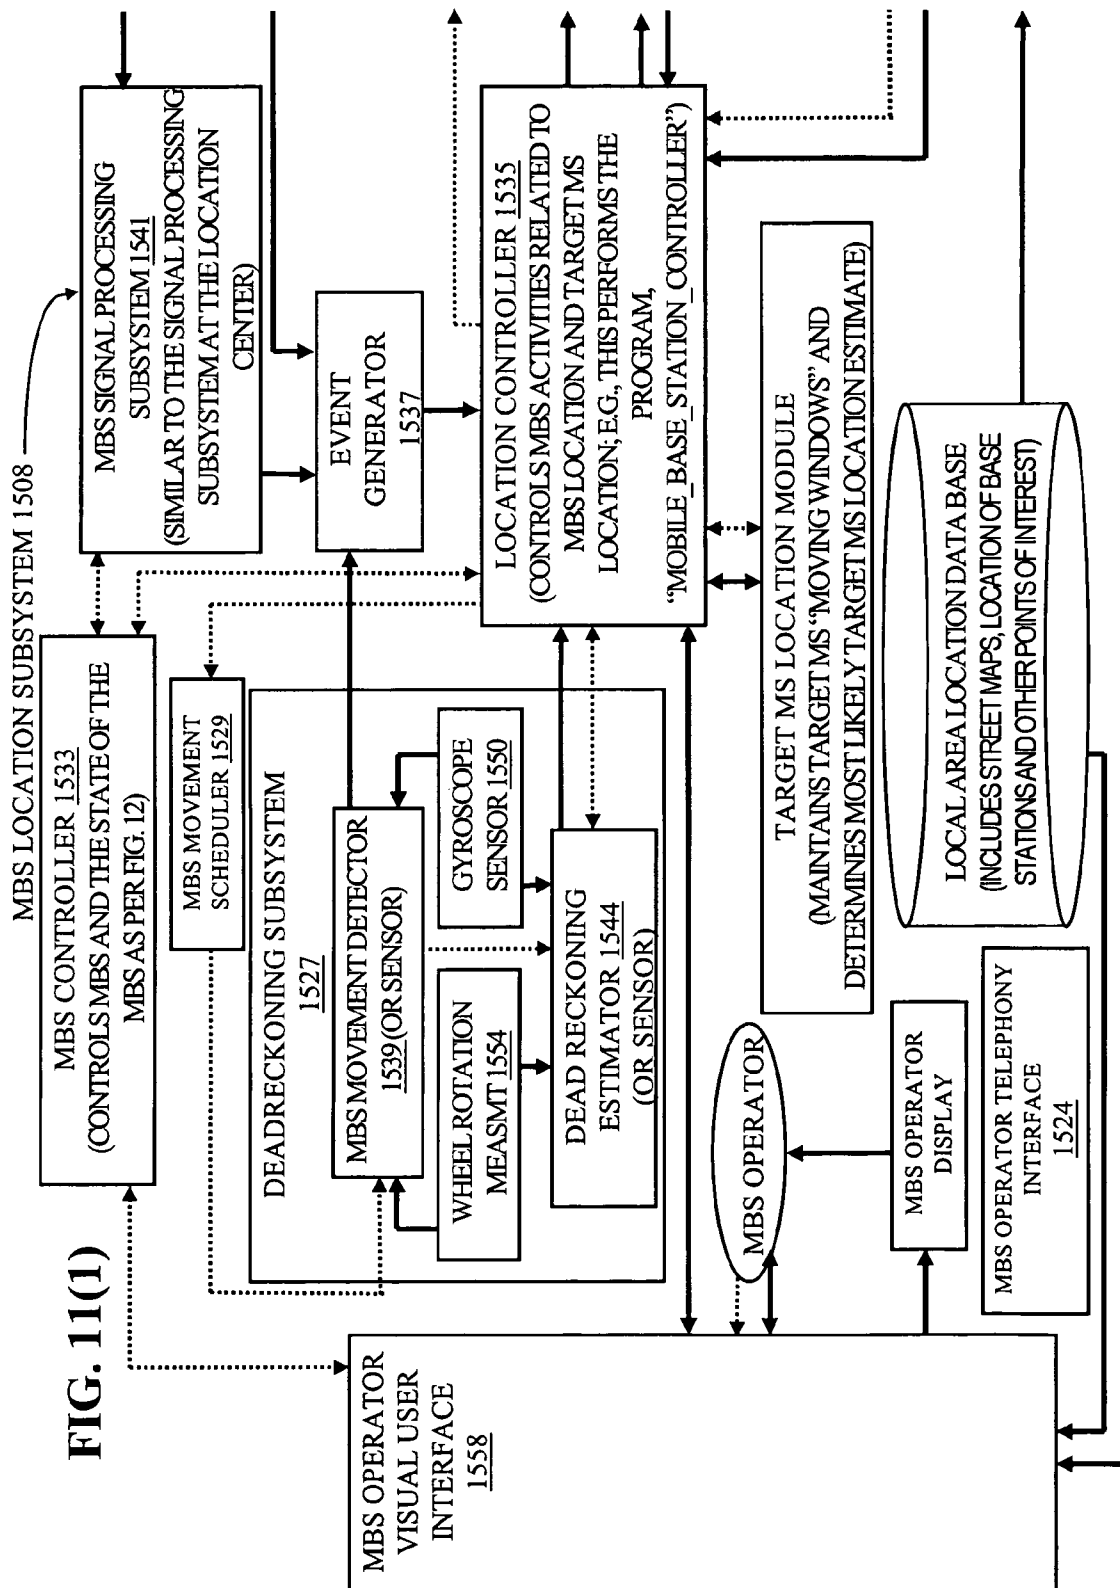 FIG. 11(1)
MBS LOCATION SUBSYSTEM 1508
MBS CONTROLLER 1533
(CONTROLS MBS AND THE STATE OF THE
MBS AS PER FIG. 12)
MBS SIGNAL PROCESSING
SUBSYSTEM 1541
(SIMILAR TO THE SIGNAL PROCESSING
SUBSYSTEM AT THE LOCATION
CENTER)
MBS MOVEMENT
SCHEDULER 1529
DEADRECKONING SUBSYSTEM
1527
MBS MOVEMENT DETECTOR
1539 (OR SENSOR)
WHEEL ROTATION
MEASMT 1554
GYROSCOPE
SENSOR 1550
DEAD RECKONING
ESTIMATOR 1544
(OR SENSOR)
EVENT
GENERATOR
1537
LOCATION CONTROLLER 1535
(CONTROLS MBS ACTIVITIES RELATED TO
MBS LOCATION AND TARGET MS
LOCATION; E.G., THIS PERFORMS THE
PROGRAM,
“MOBILE_BASE_STATION_CONTROLLER”)
MBS OPERATOR
VISUAL USER
INTERFACE
1558
MBS OPERATOR
MBS OPERATOR
DISPLAY
MBS OPERATOR TELEPHONY
INTERFACE
1524
TARGET MS LOCATION MODULE
(MAINTAINS TARGET MS “MOVING WINDOWS” AND
DETERMINES MOST LIKELY TARGET MS LOCATION ESTIMATE)
LOCAL AREA LOCATION DATA BASE
(INCLUDES STREET MAPS, LOCATION OF BASE
STATIONS AND OTHER POINTS OF INTEREST)